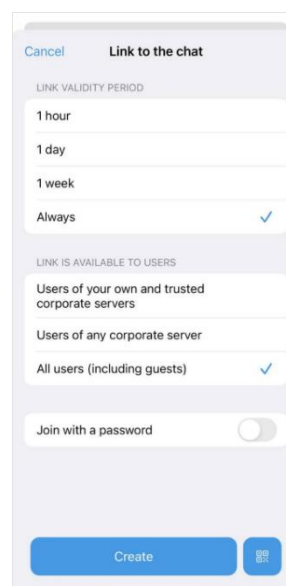 Cancel Link to the chat
LINK VALIDITY PERIOD
1 hour
1 day
1 week
Always
LINK IS AVAILABLE TO USERS
Users of your own and trusted
corporate servers
Users of any corporate server
All users (including guests)
Join with a password
Create